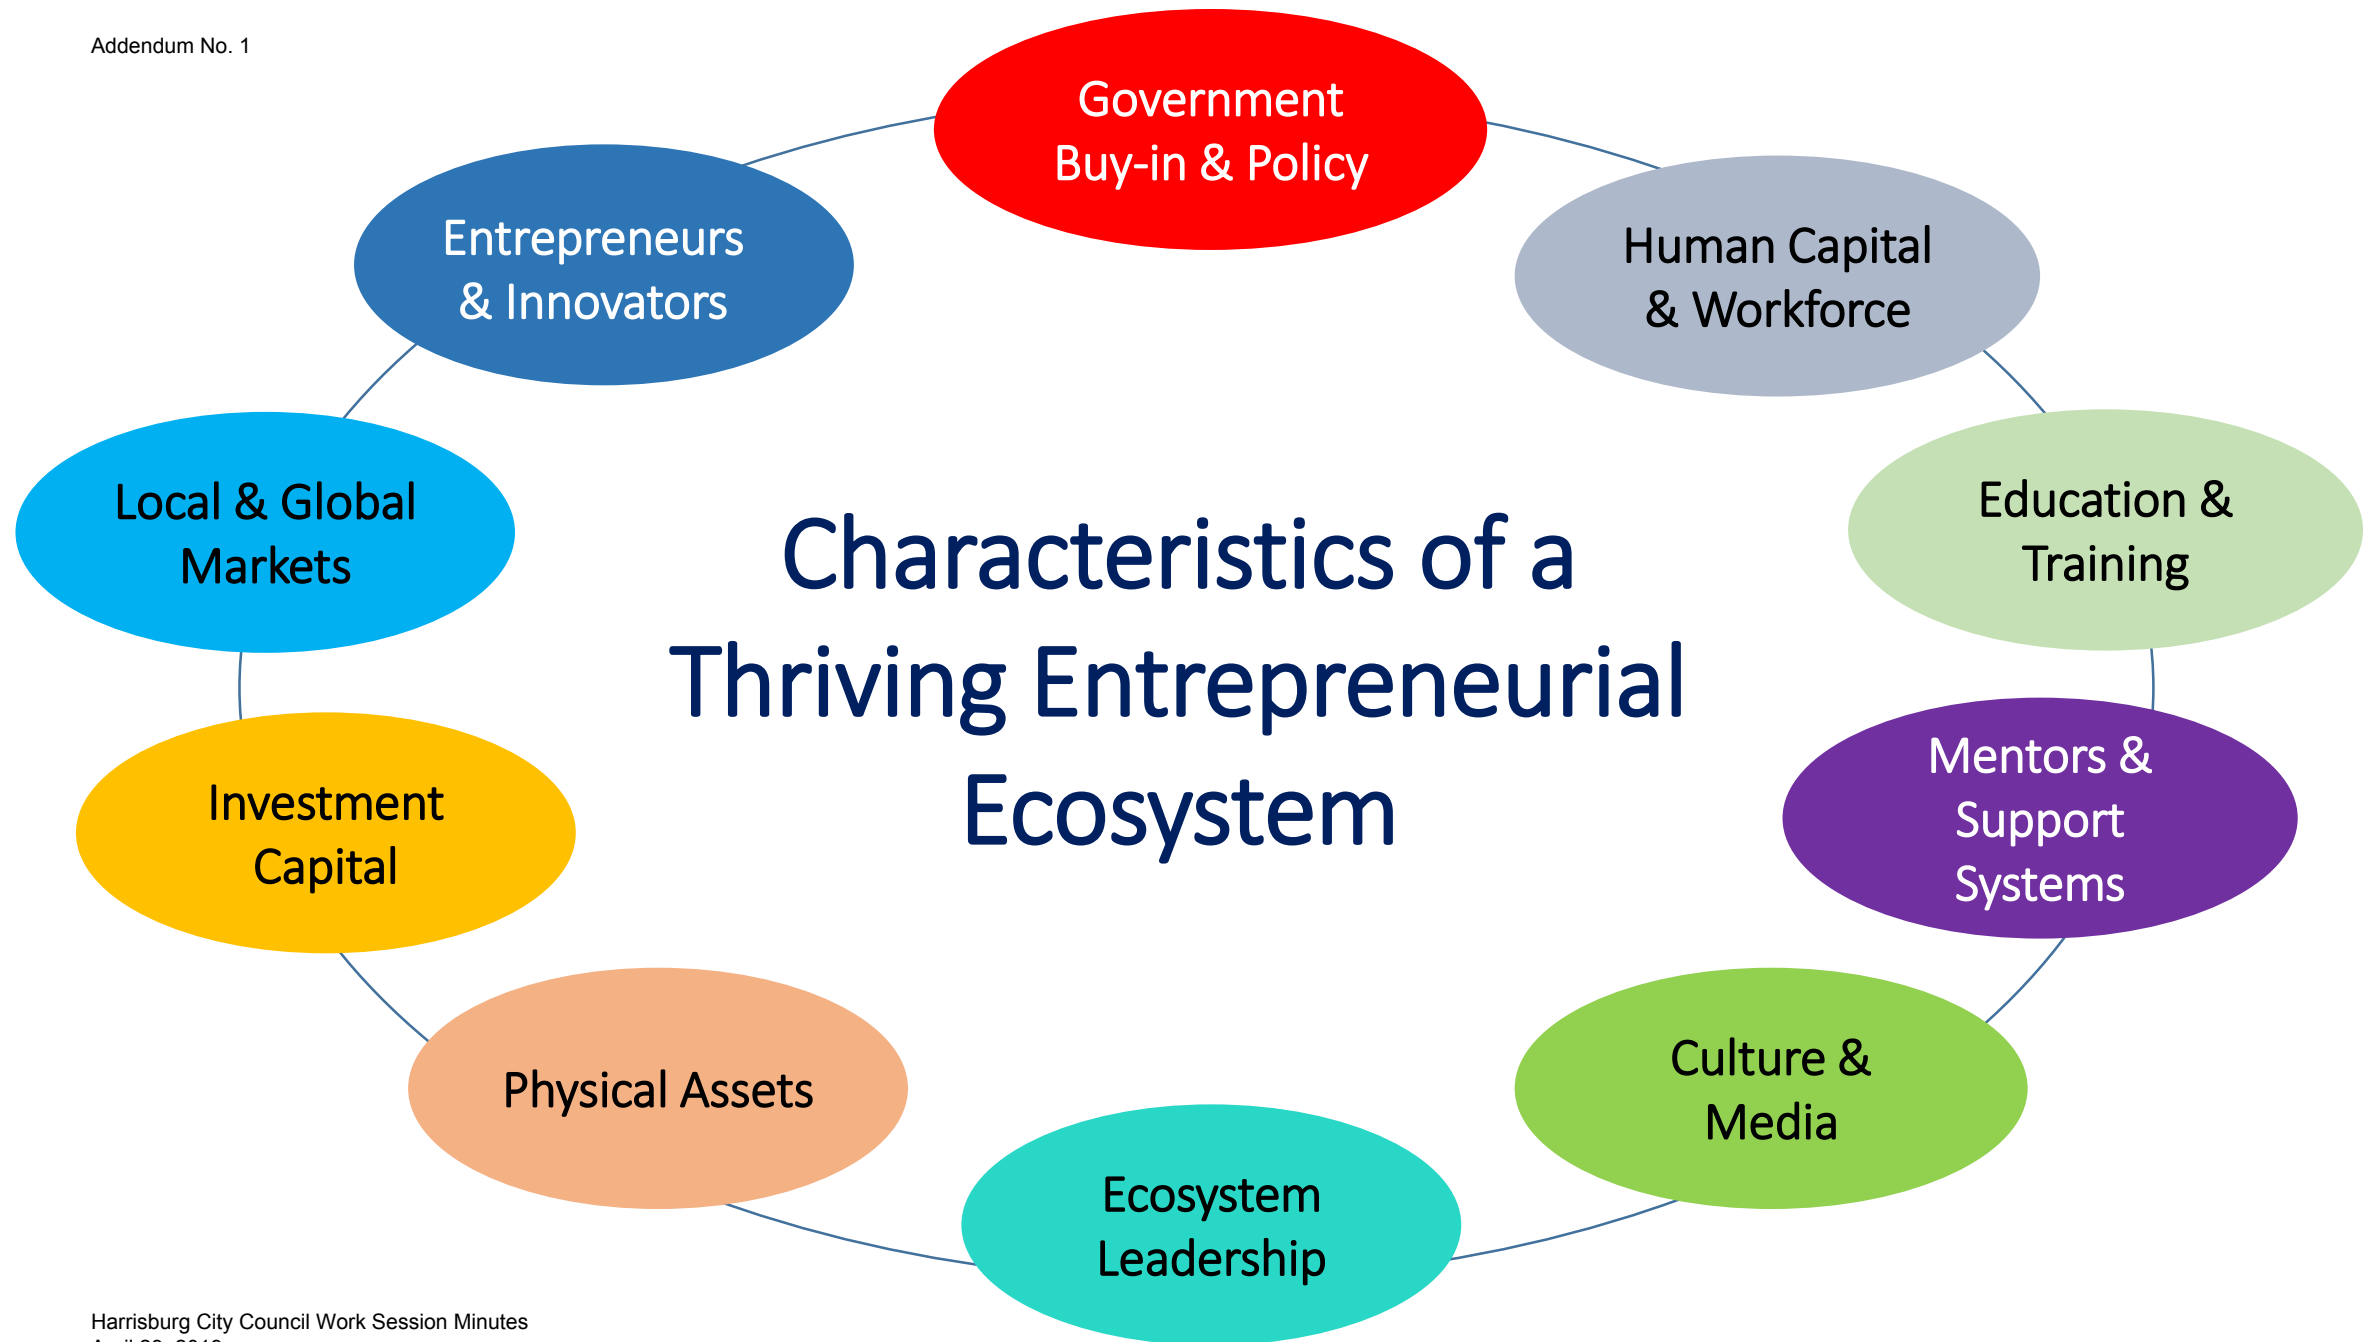 Addendum No. 1
Government
Buy-in & Policy
Entrepreneurs
& Innovators
Human Capital
& Workforce
Local & Global
Markets
Education &
Training
Characteristics of a
Thriving Entrepreneurial
Ecosystem
Mentors &
Support
Systems
Investment
Capital
Physical Assets
Culture &
Media
Ecosystem
Leadership
Harrisburg City Council Work Session Minutes